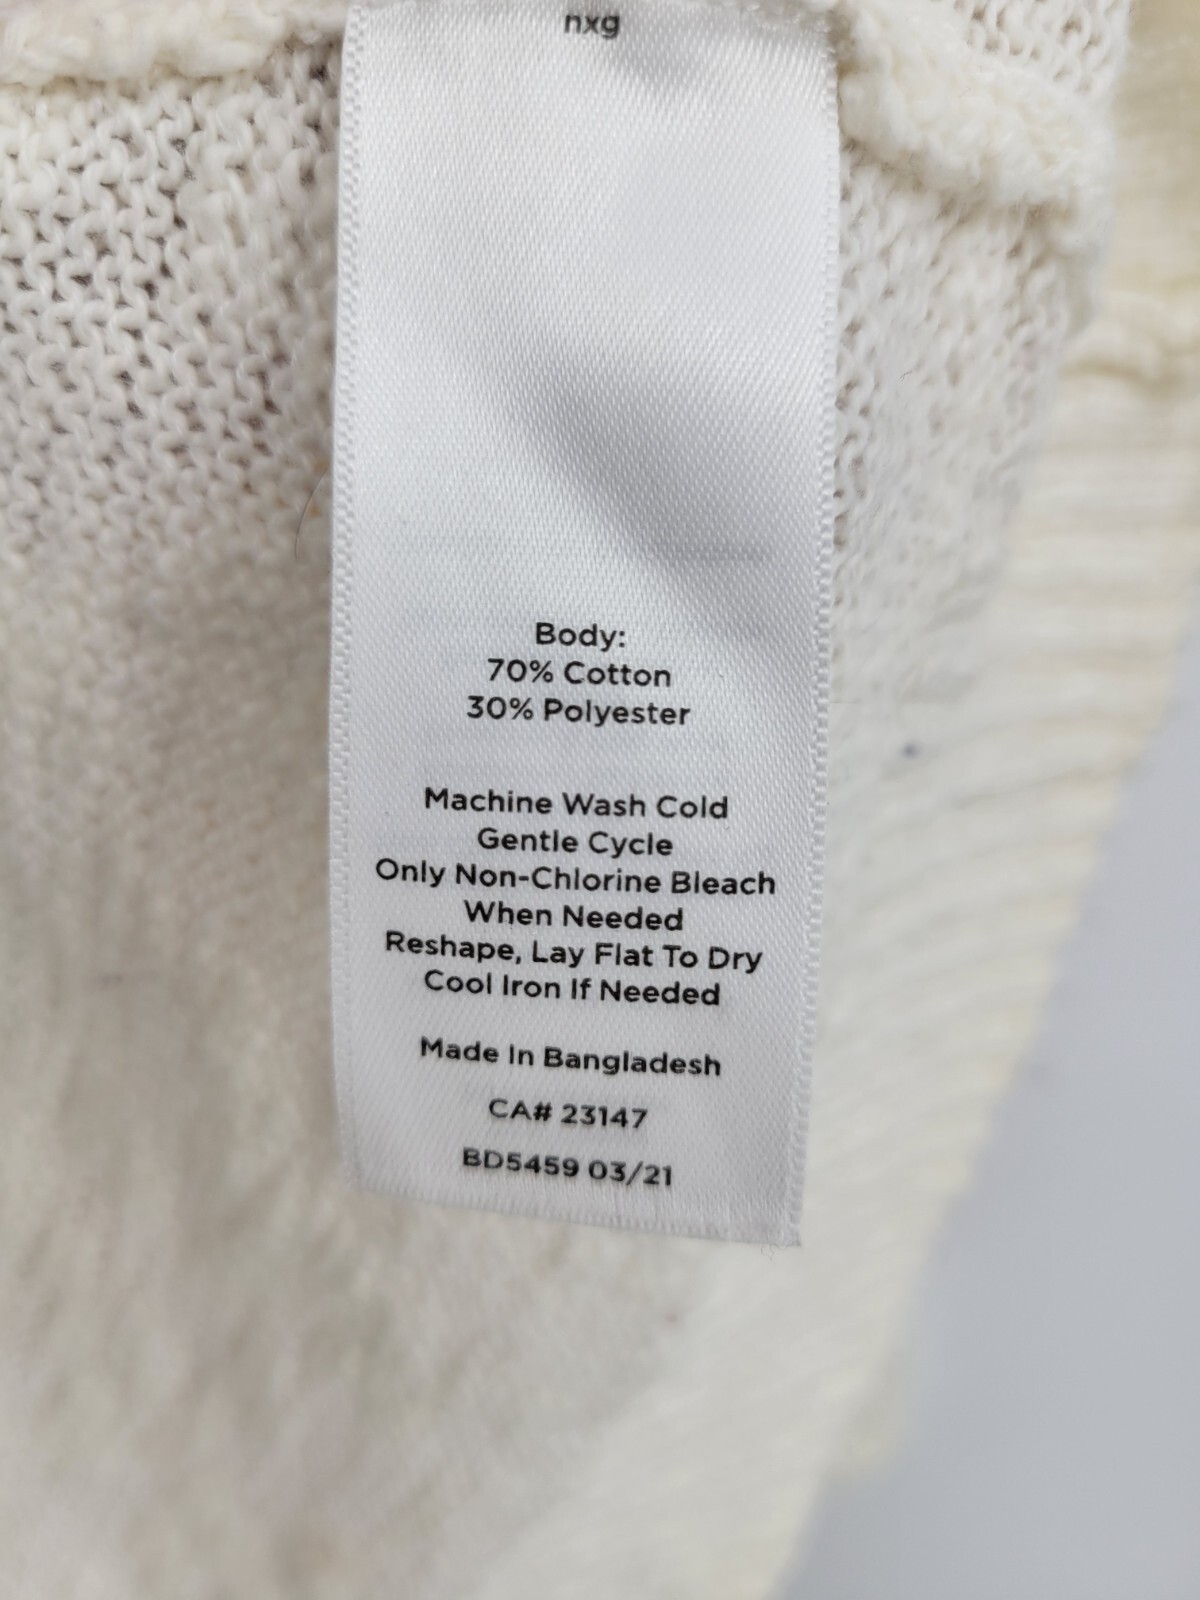 nxg
Body:
70% Cotton
30% Polyester
Machine Wash Cold
Gentle Cycle
Only Non-Chlorine Bleach
When Needed
Reshape, Lay Flat To Dry
Cool Iron If Needed
Made In Bangladesh
CA# 23147
BD5459 03/21